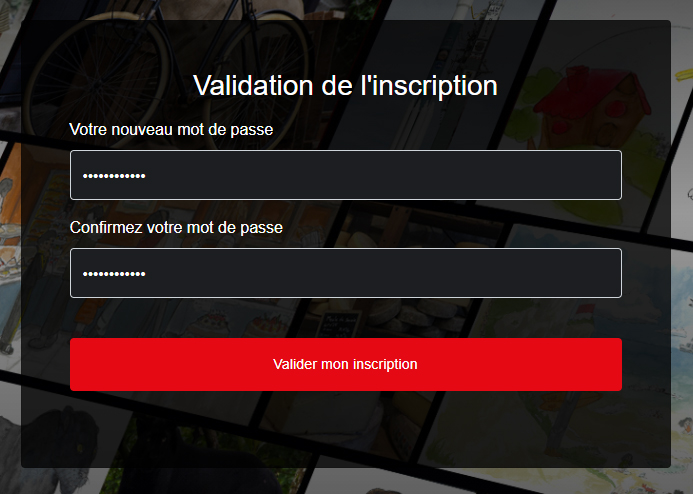 Validation de l'inscription
Votre nouveau mot de passe
••••••••••••
Confirmez votre mot de passe
••••••••••••
Valider mon inscription